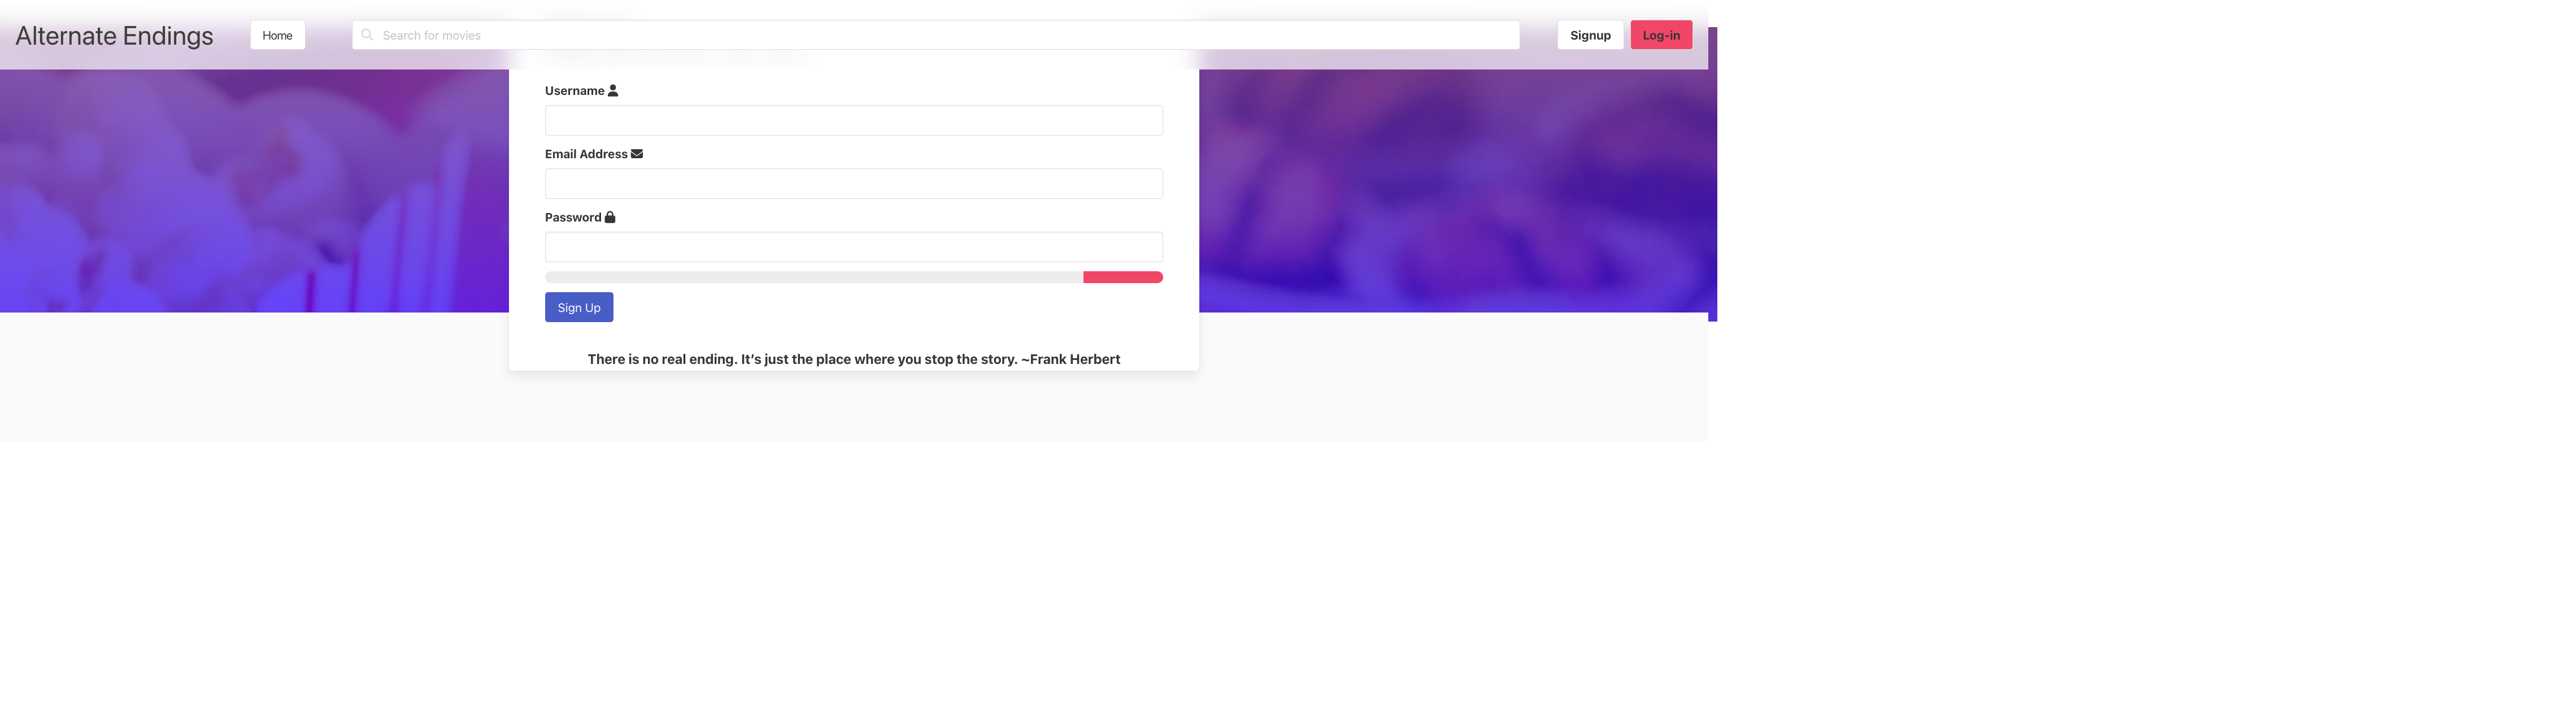 Alternate Endings
Home
Search for movies
Signup
Log-in
Username
Email Address
Password
Sign Up
There is no real ending. It’s just the place where you stop the story. ~Frank Herbert